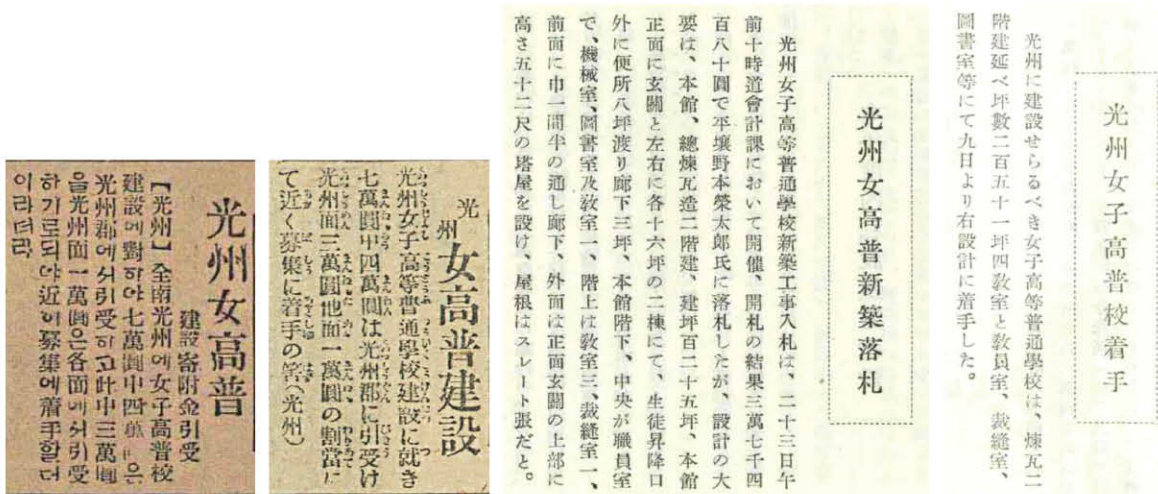 光州女高普
建設寄附金引受
【光州】全南光州에女子高普校
建設에對하야七萬圓中四萬 은
光州郡에서引受하고此中三萬圓
을光州面一萬圓은各面에서引受
하기로되야近이募集에着手할터
이라더라
光州
女高普建設
光州女子高等普通學校建設に就き
七萬圓中四萬圓は光州郡に引受け
光州面三萬圓地面一萬圓の割當に
て近く募集に着手の筈(光州)
光州女高普新築落札
光州女子高等普通學校新築工事入札は、二十三日午
前十時道會計課において開催、開札の結果三萬七千四
百八十圓で平壤野本榮太郞氏に落札したが、設計の大
要は、本館、總煉瓦造二階建、建坪百二十五坪、本館
正面に玄關と左右に各十六坪の二棟にて、生徒昇降口
外に便所八坪渡り廊下三坪、本館階下、中央が職員室
で、機械室、圖書室及敎室一、階上は敎室三、裁縫室一、
前面に巾一間半の通し廊下、外面は正面玄關の上部に
高さ五十二尺の塔屋を設け、屋根はスレート張だと。
光州女子高普校着手
光州に建設せらるべき女子高等普通學校は、煉瓦二
階建延べ坪數二百五十一坪四敎室と敎員室、裁縫室、
圖書室等にて九日より右設計に着手した。